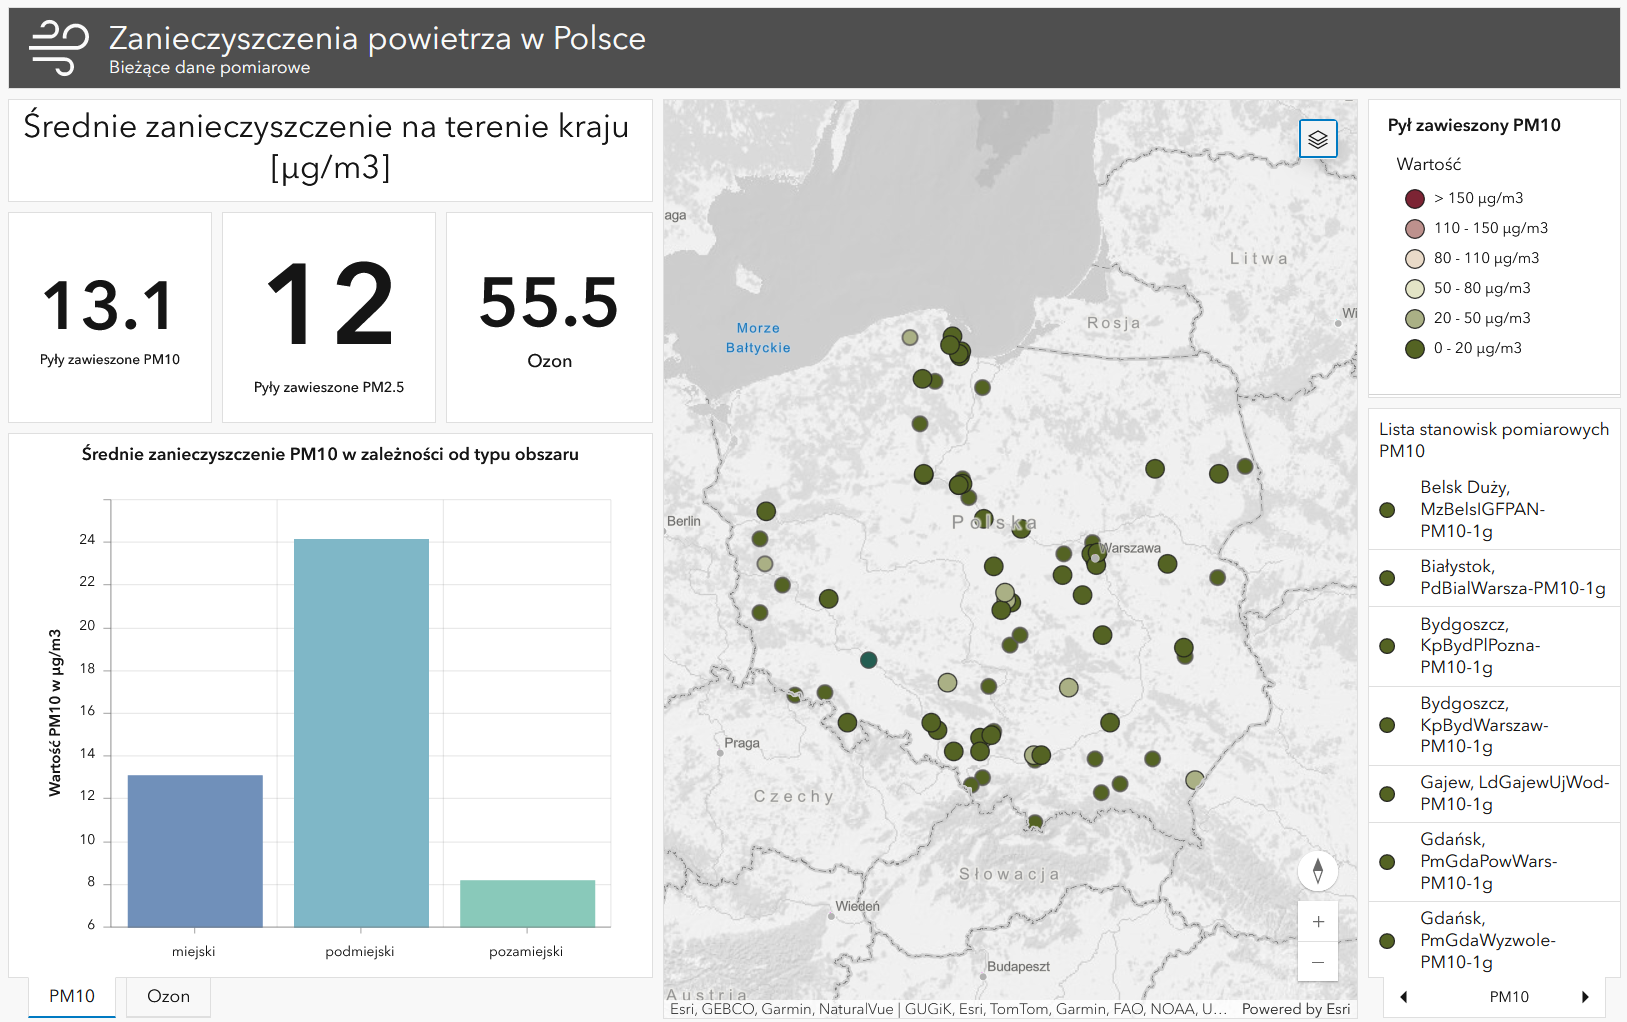 Zanieczyszczenia powietrza w Polsce
Bieżące dane pomiarowe
Średnie zanieczyszczenie na terenie kraju
[µg/m3]
13.1
Pyły zawieszone PM10
12
Pyły zawieszone PM2.5
55.5
Ozon
Średnie zanieczyszczenie PM10 w zależności od typu obszaru
Wartość PM10 w µg/m3
24
22
20
18
16
14
12
10
8
6
miejski
podmiejski
pozamiejski
PM10
Ozon
aga
Litwa
Wi
Rosja
Morze
Bałtyckie
Berlin
Polska
Warszawa
Praga
Czechy
Słowacja
Wiedeń
Budapeszt
Austria
+
−
Esri, GEBCO, Garmin, NaturalVue | GUGiK, Esri, TomTom, Garmin, FAO, NOAA, U...
Powered by Esri
Pył zawieszony PM10
Wartość
> 150 µg/m3
110 - 150 µg/m3
80 - 110 µg/m3
50 - 80 µg/m3
20 - 50 µg/m3
0 - 20 µg/m3
Lista stanowisk pomiarowych
PM10
Belsk Duży,
MzBelsIGFPAN-
PM10-1g
Białystok,
PdBialWarsza-PM10-1g
Bydgoszcz,
KpBydPlPozna-
PM10-1g
Bydgoszcz,
KpBydWarszaw-
PM10-1g
Gajew, LdGajewUjWod-
PM10-1g
Gdańsk,
PmGdaPowWars-
PM10-1g
Gdańsk,
PmGdaWyzwole-
PM10-1g
PM10